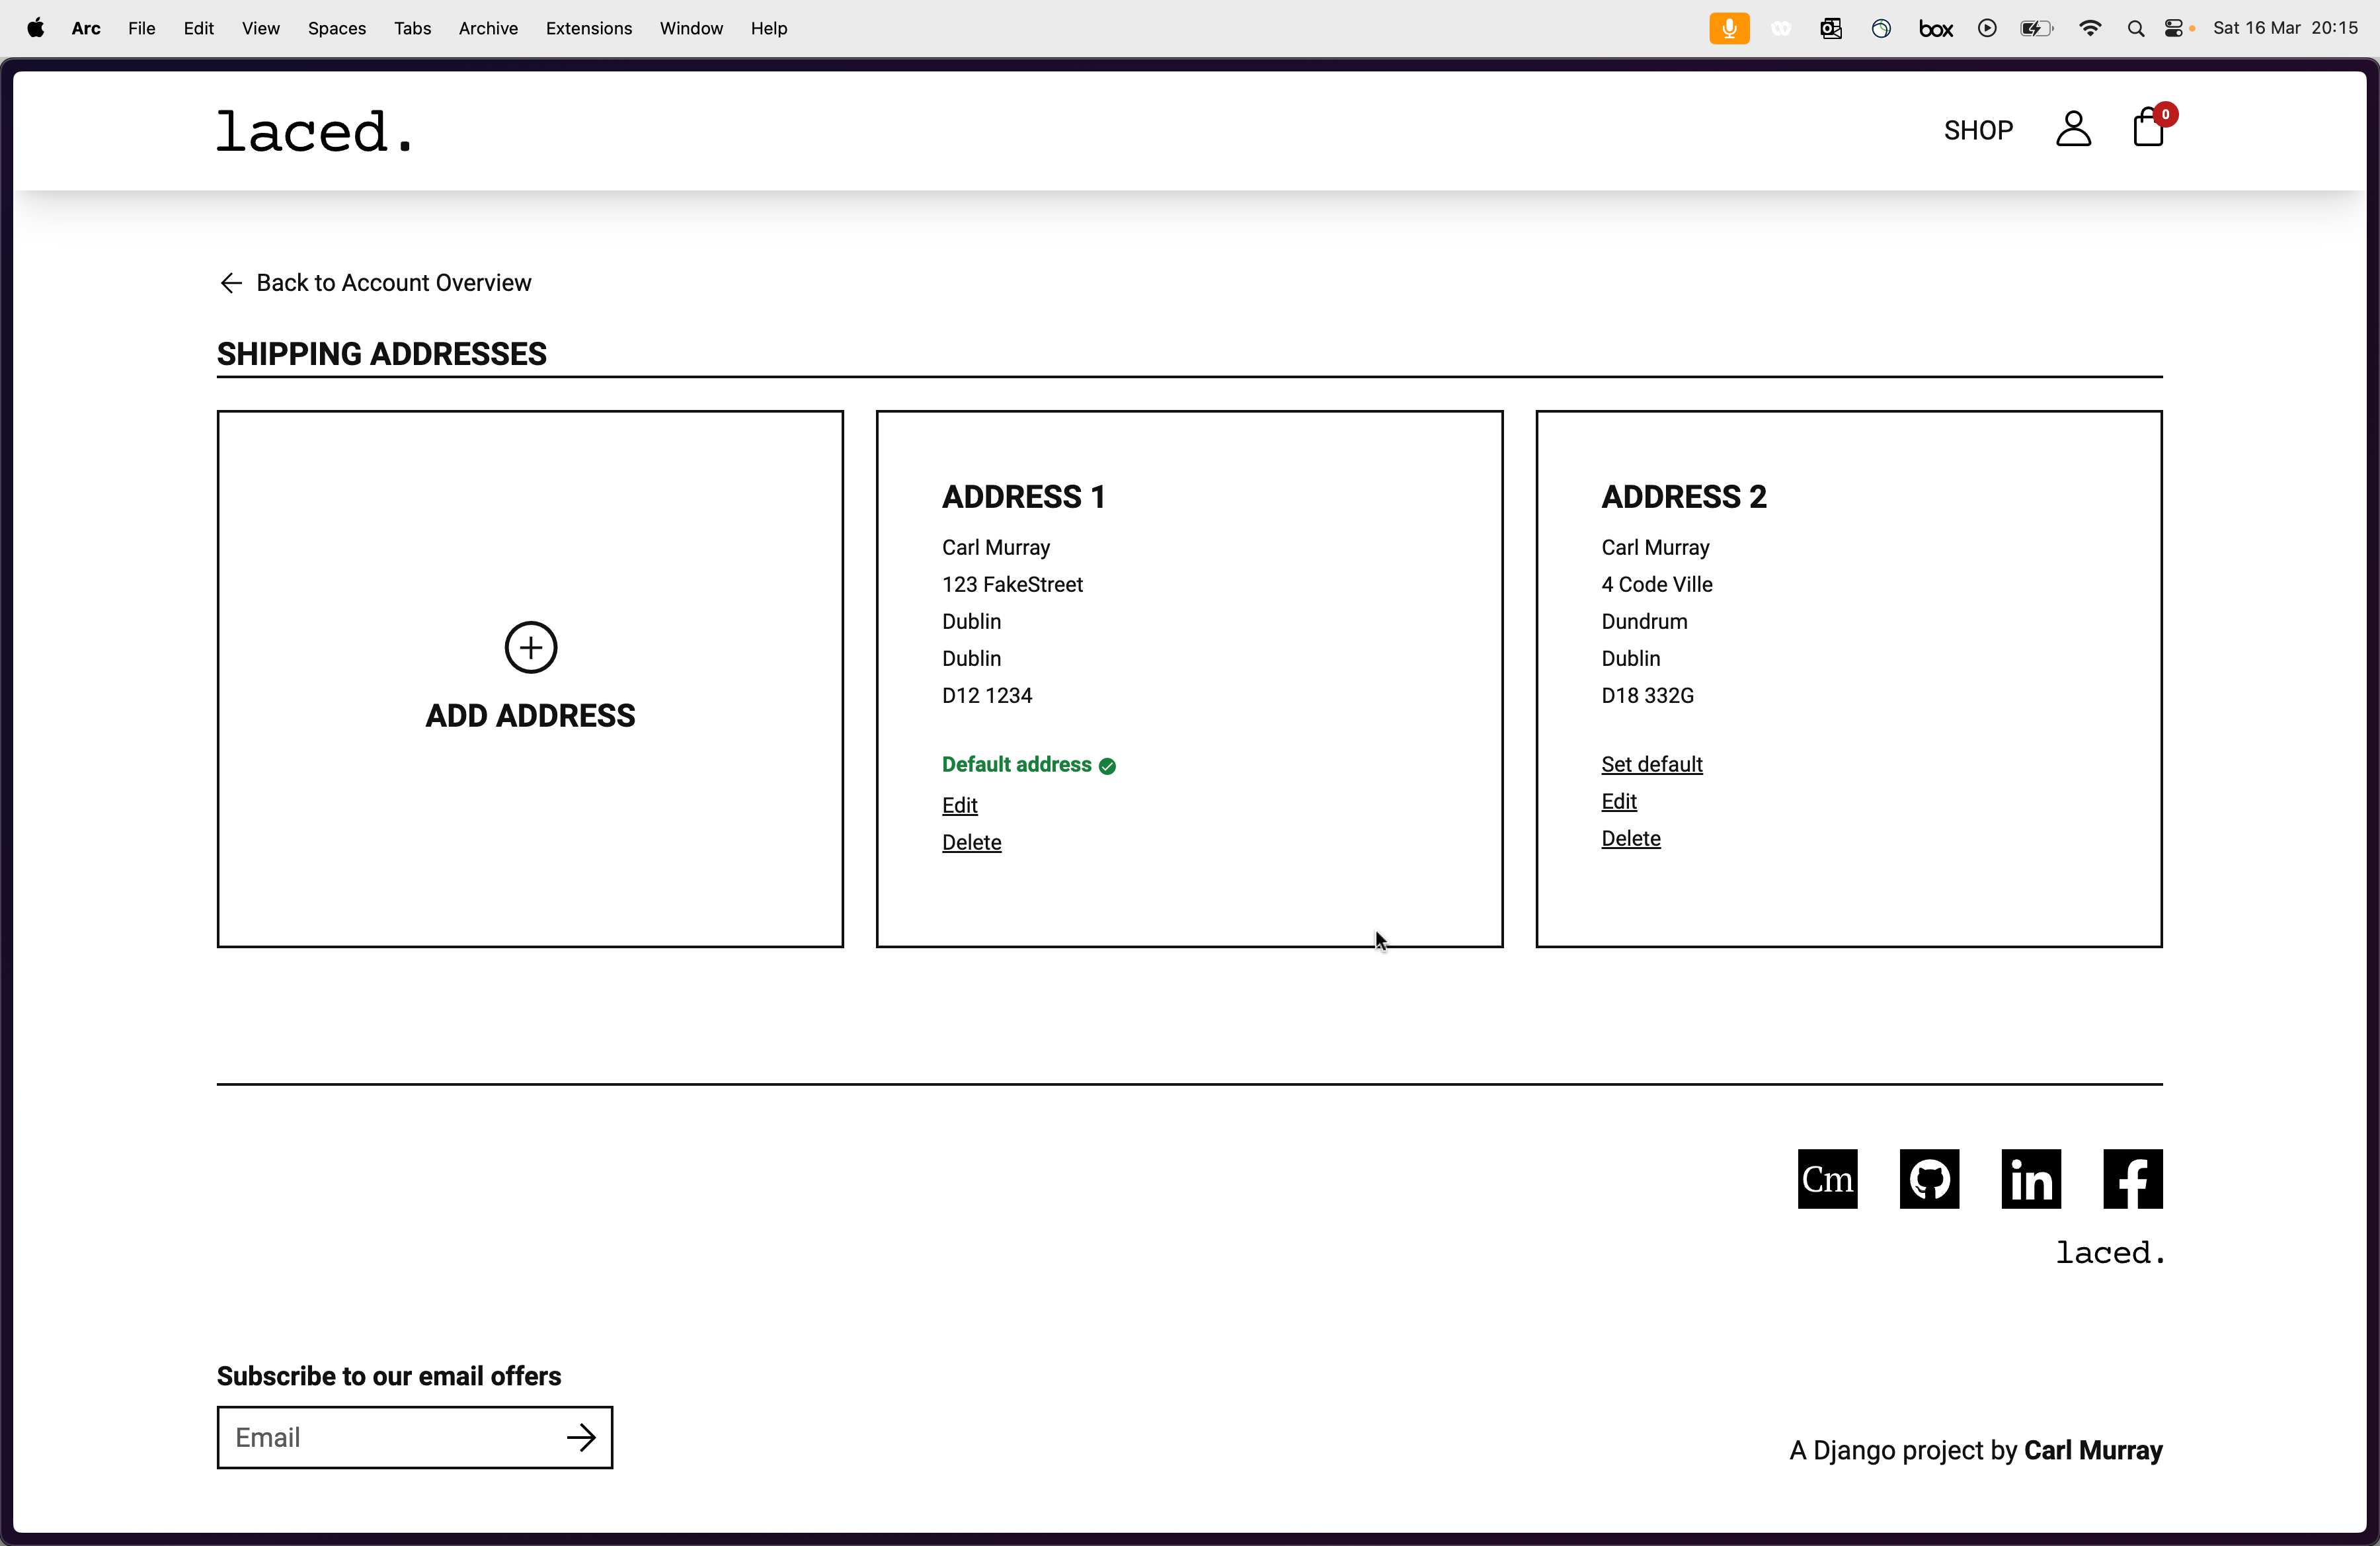 Arc File Edit View Spaces Tabs Archive Extensions Window Help box Sat 16 Mar 20:15
laced.
SHOP
0
Back to Account Overview
SHIPPING ADDRESSES
ADD ADDRESS
ADDRESS 1
Carl Murray
123 FakeStreet
Dublin
Dublin
D12 1234
Default address
Edit
Delete
ADDRESS 2
Carl Murray
4 Code Ville
Dundrum
Dublin
D18 332G
Set default
Edit
Delete
Cm
in
f
laced.
Subscribe to our email offers
Email
A Django project by Carl Murray